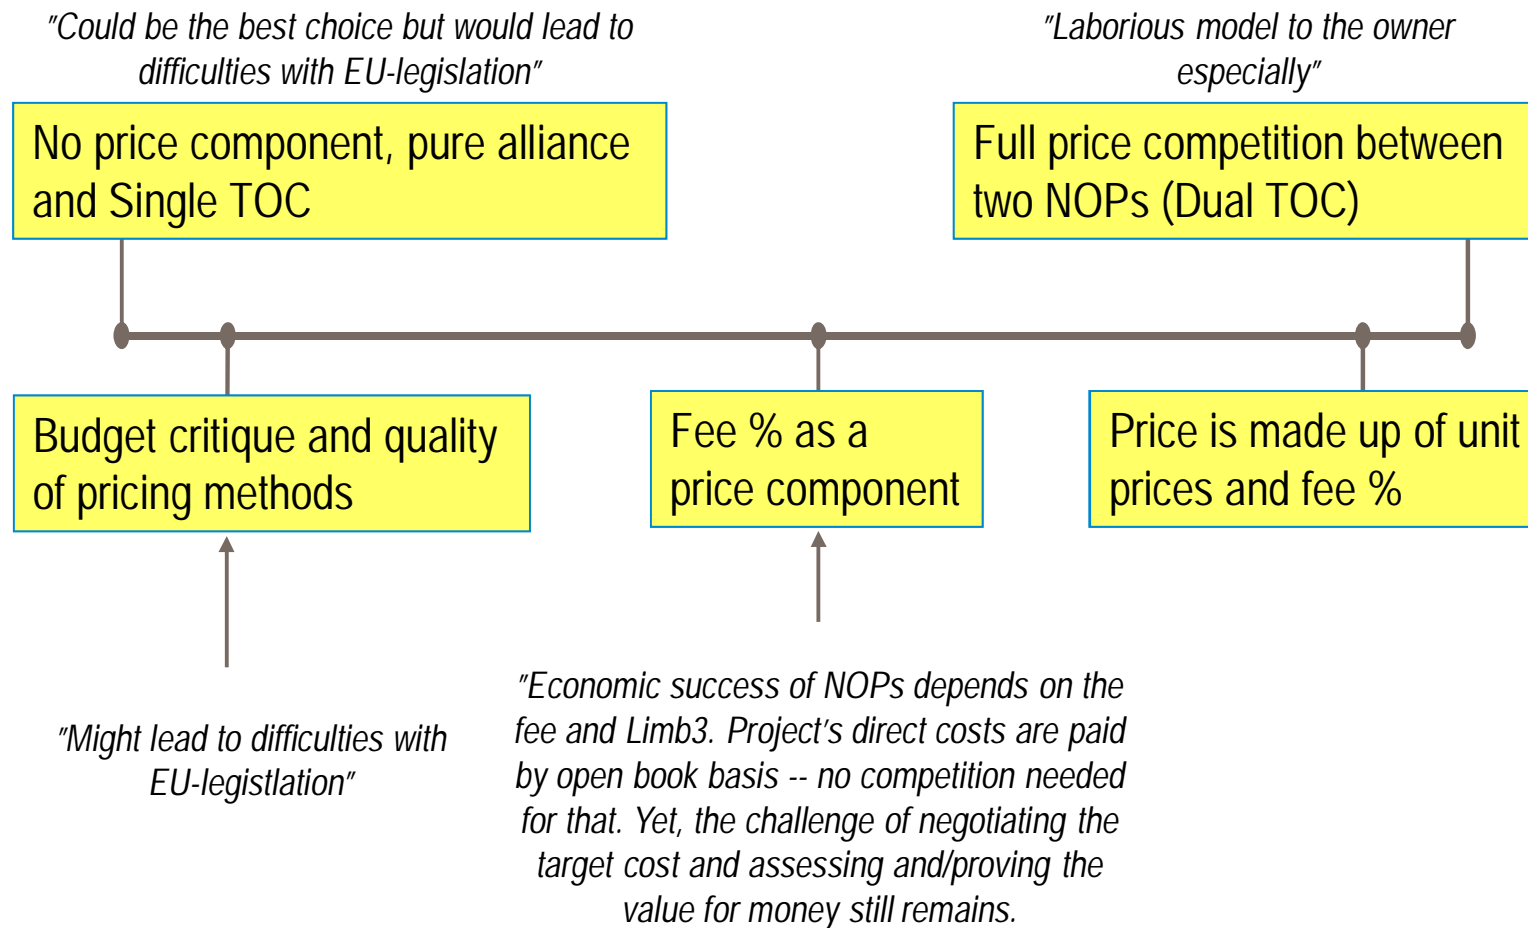 "Could be the best choice but would lead to
difficulties with EU-legislation"
"Laborious model to the owner
especially"
No price component, pure alliance
and Single TOC
Full price competition between
two NOPs (Dual TOC)
Budget critique and quality
of pricing methods
Fee % as a
price component
Price is made up of unit
prices and fee %
"Might lead to difficulties with
EU-legistlation"
"Economic success of NOPs depends on the
fee and Limb3. Project's direct costs are paid
by open book basis -- no competition needed
for that. Yet, the challenge of negotiating the
target cost and assessing and/proving the
value for money still remains.